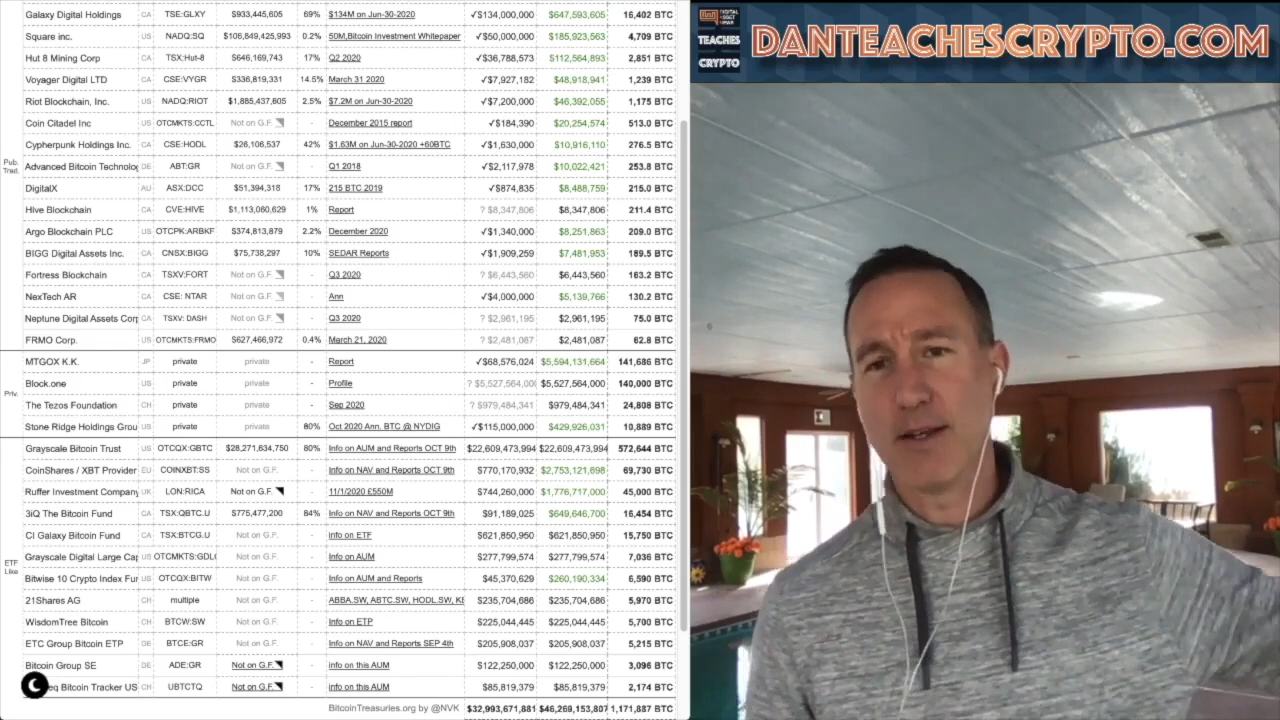 Galaxy Digital Holdings CA TSE:GLXY $933,445,605 69% $134M on Jun-30-2020 ✓$134,000,000 $647,593,605 16,402 BTC
Square inc. US NADQ:SQ $106,849,425,993 0.2% 50M,Bitcoin Investment Whitepaper ✓$50,000,000 $185,923,563 4,709 BTC
Hut 8 Mining Corp CA TSX:Hut-8 $646,169,743 17% Q2 2020 ✓$36,788,573 $112,564,893 2,851 BTC
Voyager Digital LTD CA CSE:VYGR $336,819,331 14.5% March 31 2020 ✓$7,927,182 $48,918,941 1,239 BTC
Riot Blockchain, Inc. US NADQ:RIOT $1,885,437,605 2.5% $7.2M on Jun-30-2020 ✓$7,200,000 $46,392,055 1,175 BTC
Coin Citadel Inc US OTCMKTS:CCTL Not on G.F. - December 2015 report ✓$184,390 $20,254,574 513.0 BTC
Cypherpunk Holdings Inc. CA CSE:HODL $26,106,537 42% $1.63M on Jun-30-2020 +60BTC ✓$1,630,000 $10,916,110 276.5 BTC
Pub. Trad.
Advanced Bitcoin Technolog DE ABT:GR Not on G.F. - Q1 2018 ✓$2,117,978 $10,022,421 253.8 BTC
DigitalX AU ASX:DCC $51,394,318 17% 215 BTC 2019 ✓$874,835 $8,488,759 215.0 BTC
HIve Blockchain CA CVE:HIVE $1,113,060,629 1% Report ? $8,347,806 $8,347,806 211.4 BTC
Argo Blockchain PLC US OTCPK:ARBKF $374,813,879 2.2% December 2020 ✓$1,340,000 $8,251,863 209.0 BTC
BIGG Digital Assets Inc. CA CNSX:BIGG $75,738,297 10% SEDAR Reports ✓$1,909,259 $7,481,953 189.5 BTC
Fortress Blockchain CA TSXV:FORT Not on G.F. - Q3 2020 ? $6,443,560 $6,443,560 163.2 BTC
NexTech AR CA CSE: NTAR Not on G.F. - Ann ✓$4,000,000 $5,139,766 130.2 BTC
Neptune Digital Assets Corp CA TSXV: DASH Not on G.F. - Q3 2020 ? $2,961,195 $2,961,195 75.0 BTC
FRMO Corp. US OTCMKTS:FRMO $627,466,972 0.4% March 21, 2020 ? $2,481,087 $2,481,087 62.8 BTC
MTGOX K.K. JP private private - Report ✓$68,576,024 $5,594,131,664 141,686 BTC
Block.one US private private - Profile ? $5,527,564,00 $5,527,564,000 140,000 BTC
Priv.
The Tezos Foundation CH private private - Sep 2020 ? $979,484,341 $979,484,341 24,808 BTC
Stone Ridge Holdings Grou US private private 80% Oct 2020 Ann. BTC @ NYDIG ✓$115,000,000 $429,926,031 10,889 BTC
Grayscale Bitcoin Trust US OTCQX:GBTC $28,271,634,750 80% Info on AUM and Reports OCT 9th $22,609,473,994 $22,609,473,994 572,644 BTC
CoinShares / XBT Provider EU COINXBT:SS Not on G.F. - Info on NAV and Reports OCT 9th $770,170,932 $2,753,121,698 69,730 BTC
Ruffer Investment Company UK LON:RICA Not on G.F. - 11/1/2020 £550M $744,260,000 $1,776,717,000 45,000 BTC
3iQ The Bitcoin Fund CA TSX:QBTC.U $775,477,200 84% Info on NAV and Reports OCT 9th $91,189,025 $649,646,700 16,454 BTC
CI Galaxy Bitcoin Fund CA TSX:BTCG.U Not on G.F. - info on ETF $621,850,950 $621,850,950 15,750 BTC
Grayscale Digital Large Cap US OTCMKTS:GDLC Not on G.F. - Info on AUM $277,799,574 $277,799,574 7,036 BTC
ETF Like
Bitwise 10 Crypto Index Fun US OTCQX:BITW Not on G.F. - Info on AUM and Reports $45,370,629 $260,190,334 6,590 BTC
21Shares AG CH multiple Not on G.F. - ABBA.SW, ABTC.SW, HODL.SW, KE $235,704,686 $235,704,686 5,970 BTC
WisdomTree Bitcoin CH BTCW:SW Not on G.F. - Info on ETP $225,044,445 $225,044,445 5,700 BTC
ETC Group Bitcoin ETP DE BTCE:GR Not on G.F. - Info on NAV and Reports SEP 4th $205,908,037 $205,908,037 5,215 BTC
Bitcoin Group SE DE ADE:GR Not on G.F. - info on this AUM $122,250,000 $122,250,000 3,096 BTC
eq Bitcoin Tracker US CH UBTCTQ Not on G.F. - info on this AUM $85,819,379 $85,819,379 2,174 BTC
BitcoinTreasuries.org by @NVK $32,993,671,881 $46,269,153,807 1,171,887 BTC
DIGITAL ASSET NEWS
TEACHES
CRYPTO
DANTEACHESCRYPTO.COM